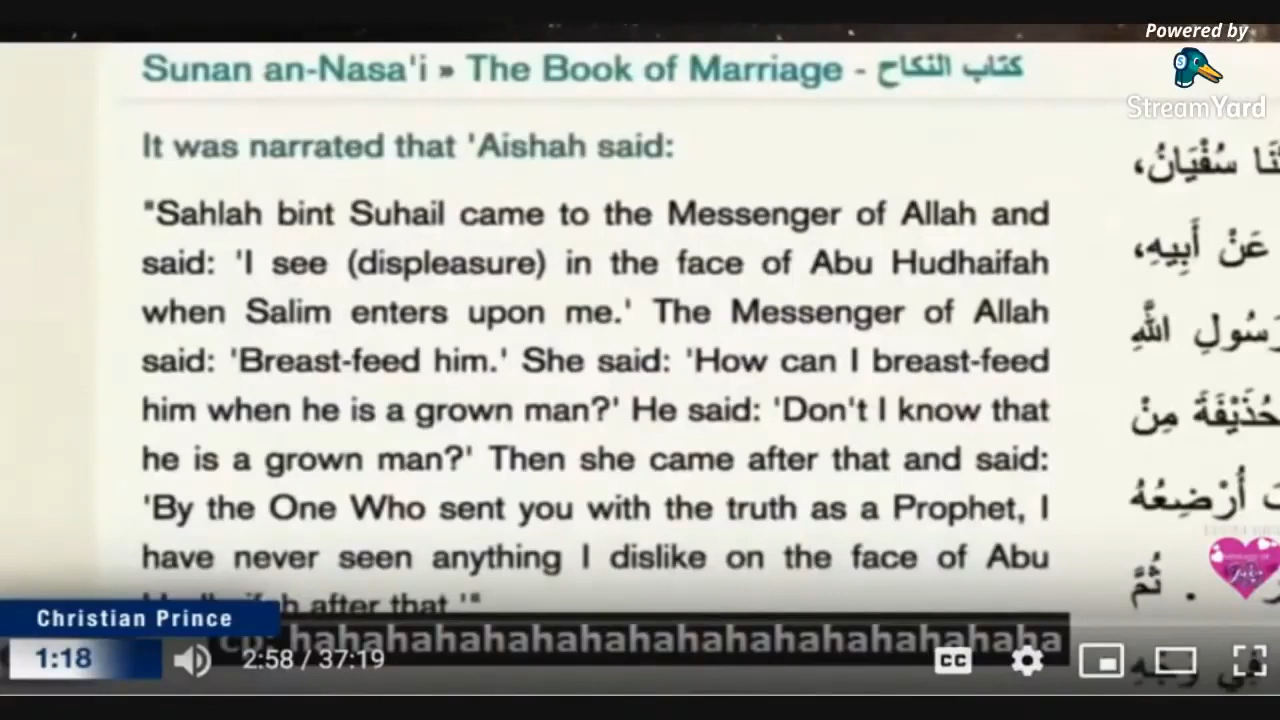 Powered by
StreamYard
Sunan an-Nasa'i » The Book of Marriage - كتاب النكاح
It was narrated that 'Aishah said:
"Sahlah bint Suhail came to the Messenger of Allah and
said: 'I see (displeasure) in the face of Abu Hudhaifah
when Salim enters upon me.' The Messenger of Allah
said: 'Breast-feed him.' She said: 'How can I breast-feed
him when he is a grown man?' He said: 'Don't I know that
he is a grown man?' Then she came after that and said:
'By the One Who sent you with the truth as a Prophet, I
have never seen anything I dislike on the face of Abu
after that.'"
سُفْيَانُ،
عَنْ أَبِيهِ،
اللَّهِ
حُذَيْفَةَ مِنْ
أُرْضِعُهُ
. ثُمَّ
فِي
Christian Prince
hahahahahahahahahahahahahahahahaha
1:18
2:58 / 37:19
CC